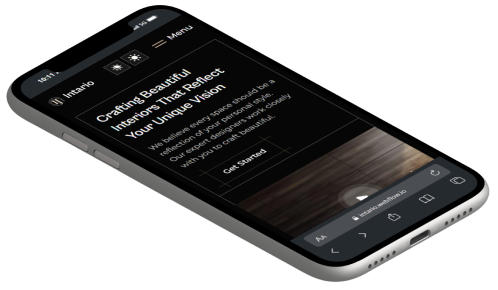 10:11
5G
Intario
Menu
Crafting Beautiful
Interiors That Reflect
Your Unique Vision
We believe every space should be a
reflection of your personal style.
Our expert designers work closely
with you to craft beautiful.
Get Started
AA
intario.webflow.io